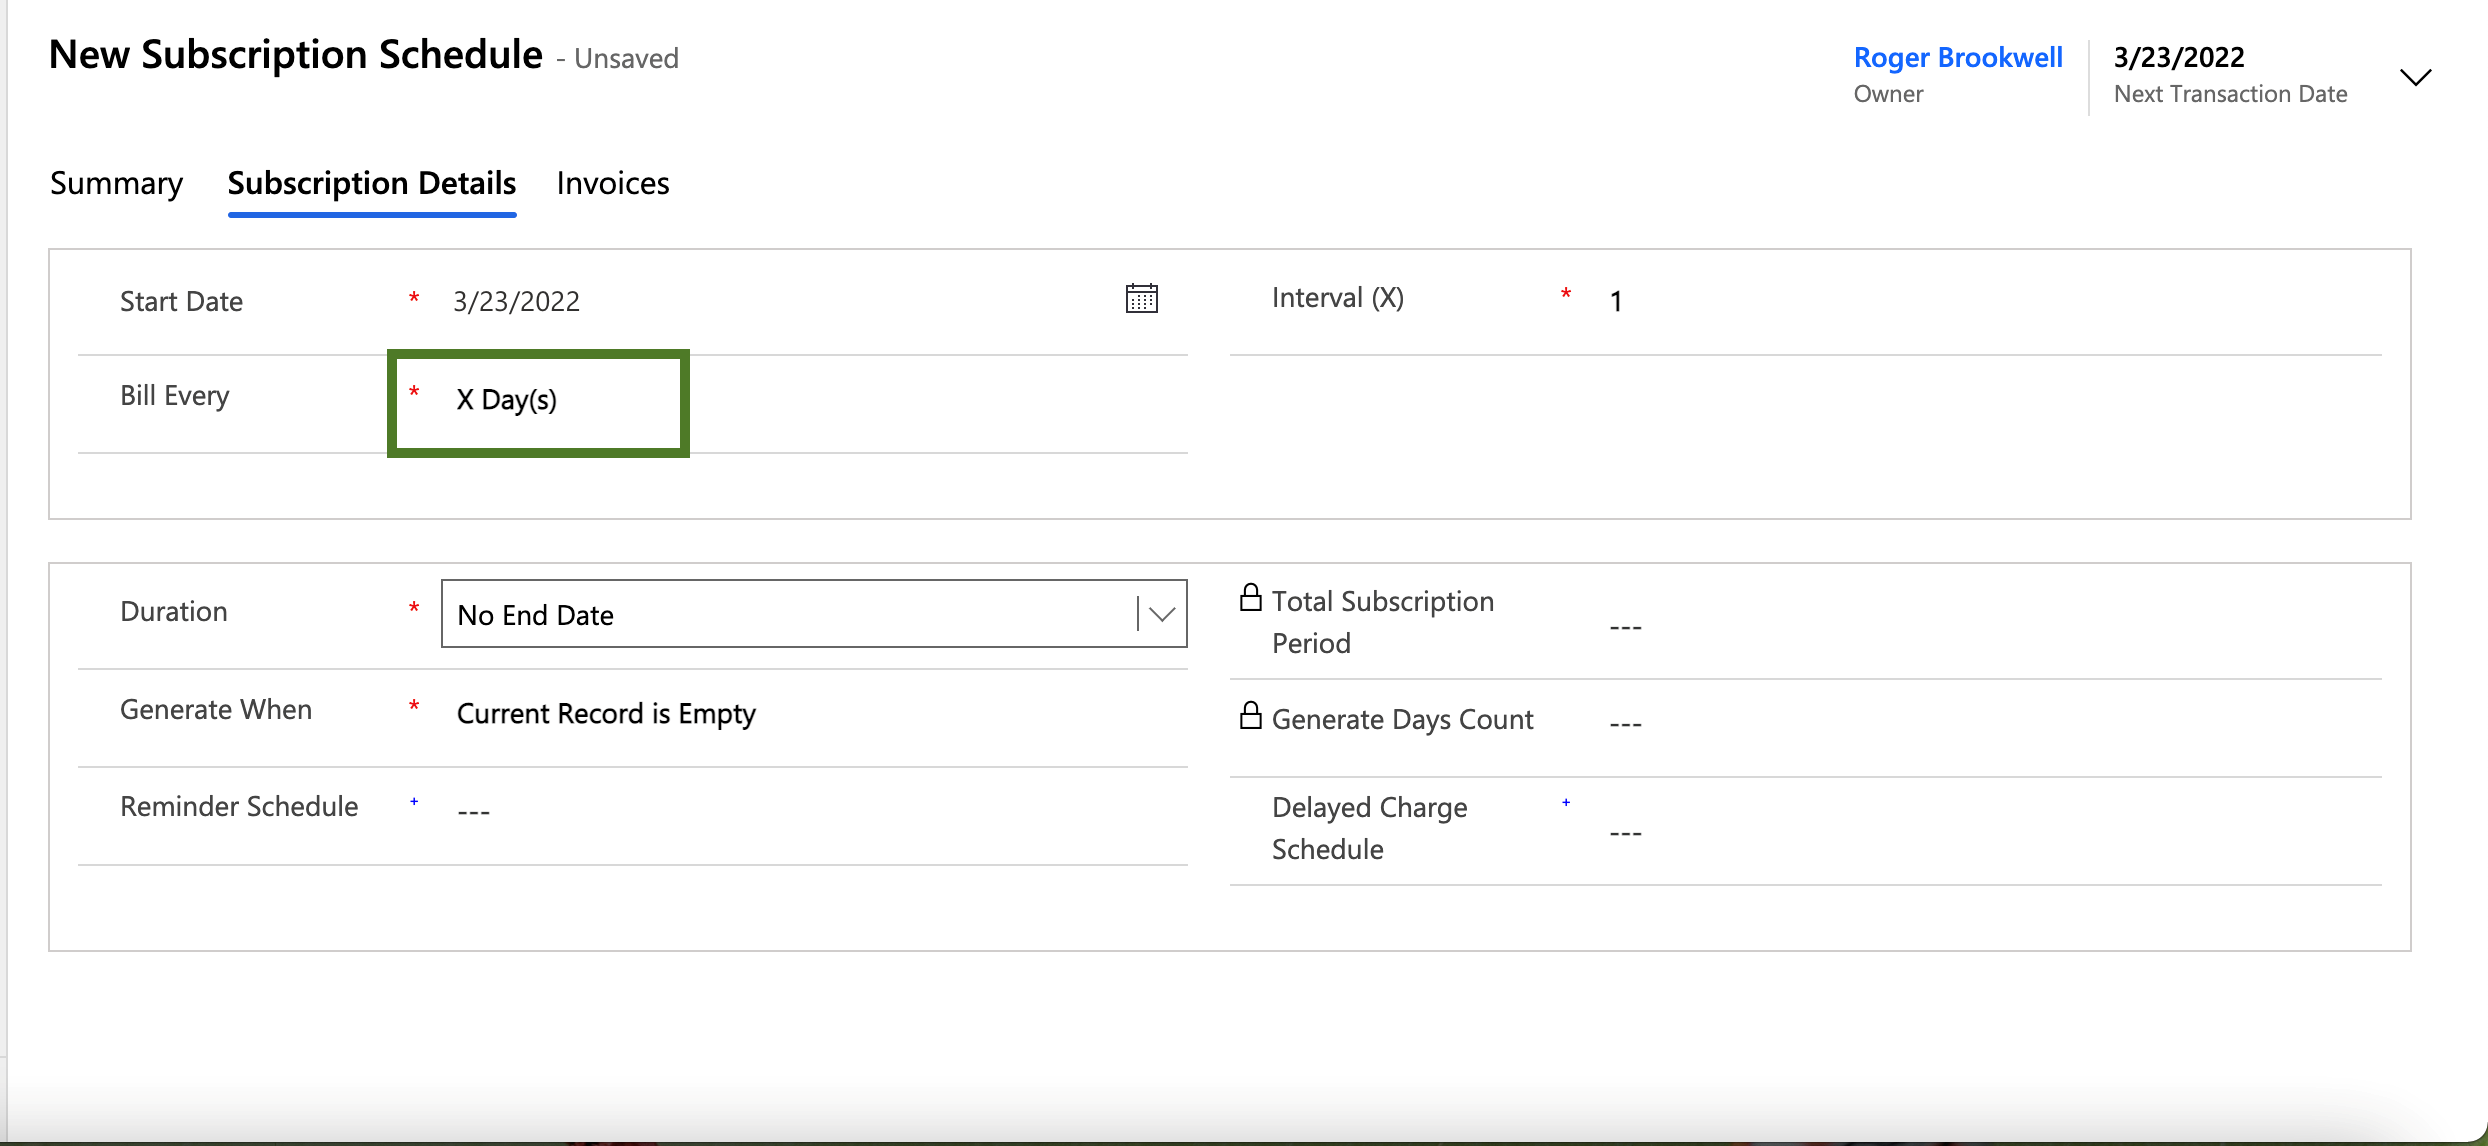 New Subscription Schedule - Unsaved
Roger Brookwell
Owner
3/23/2022
Next Transaction Date
Summary
Subscription Details
Invoices
Start Date * 3/23/2022
Interval (X) * 1
Bill Every * X Day(s)
Duration * No End Date
Total Subscription
Period
---
Generate When * Current Record is Empty
Generate Days Count ---
Reminder Schedule + ---
Delayed Charge +
Schedule
---